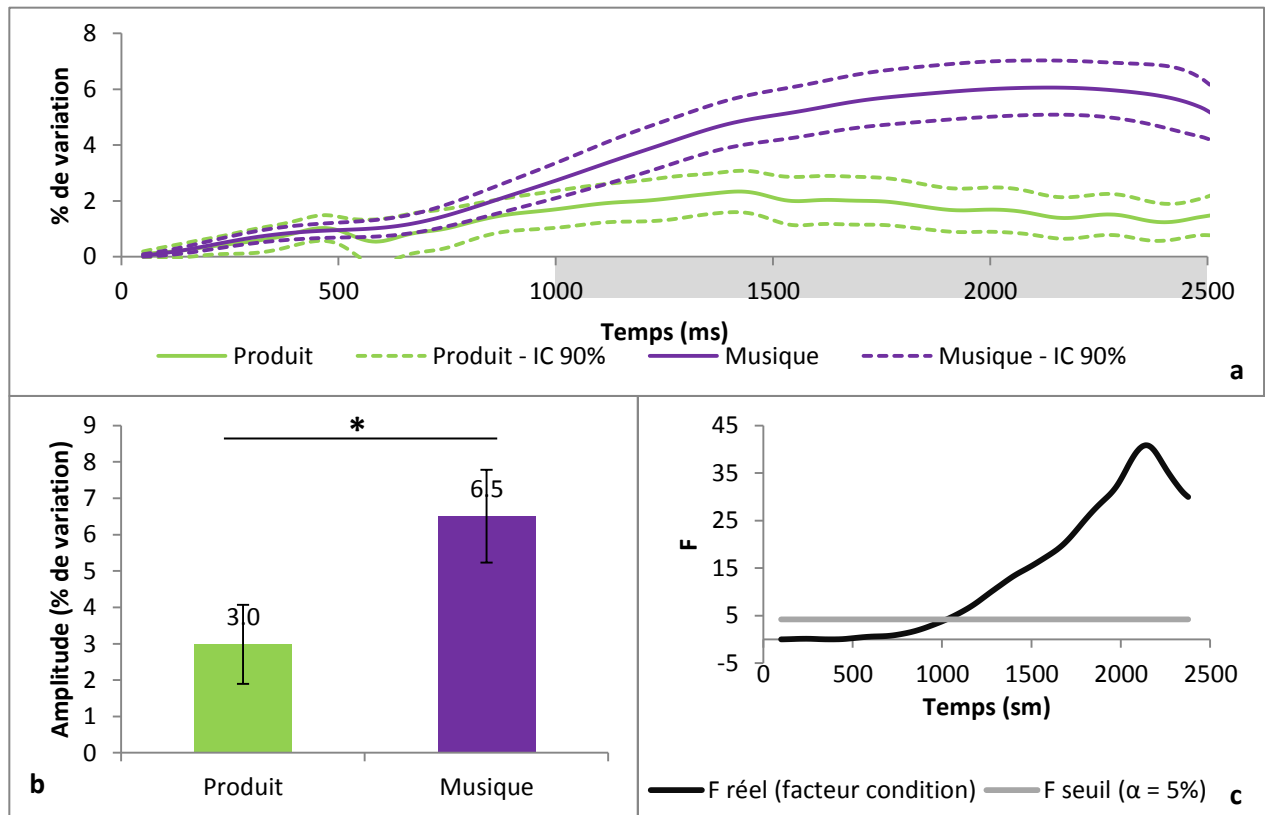 8
6
4
2
0
% de variation
0 500 1000 1500 2000 2500
Temps (ms)
Produit Produit - IC 90% Musique Musique - IC 90%
a
9
8
7
6
5
4
3
2
1
0
Amplitude (% de variation)
*
3.0
6.5
Produit Musique
b
45
35
25
15
5
-5
F
0 500 1000 1500 2000 2500
Temps (sm)
F réel (facteur condition) F seuil (α = 5%)
c